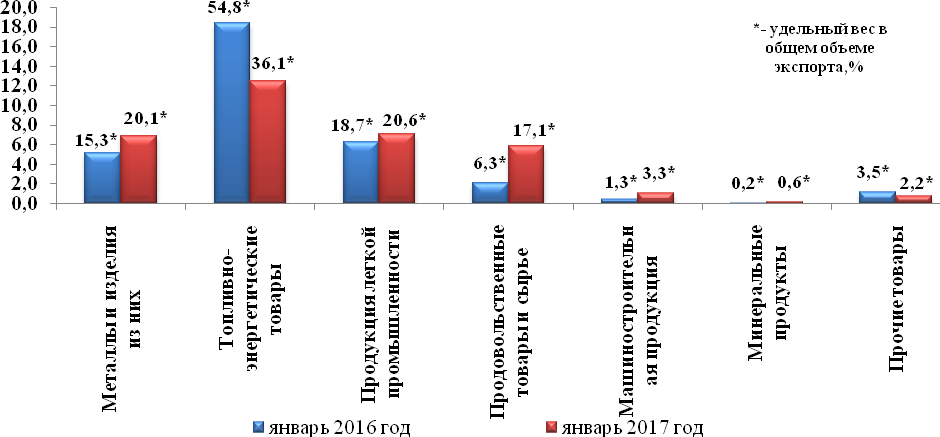 20,0
18,0
16,0
14,0
12,0
10,0
8,0
6,0
4,0
2,0
0,0
*- удельный вес в
общем объеме
экспорта,%
15,3*
20,1*
54,8*
36,1*
18,7*
20,6*
6,3*
17,1*
1,3*
3,3*
0,2*
0,6*
3,5*
2,2*
Металлы и изделия
из них
Топливно-
энергетические
товары
Продукция легкой
промышленности
Продовольственные
товары и сырье
Машиностроительн
ая продукция
Минеральные
продукты
Прочие товары
январь 2016 год
январь 2017 год